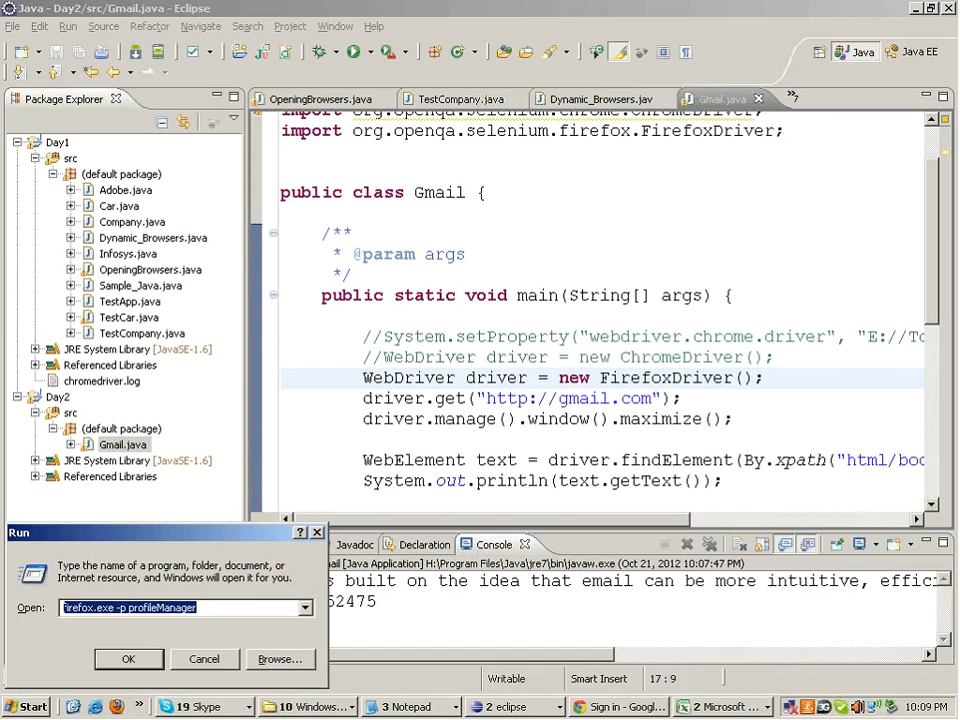 Java - Day2/src/Gmail.java - Eclipse
File Edit Run Source Refactor Navigate Search Project Window Help
Java Java EE
Package Explorer
OpeningBrowsers.java TestCompany.java Dynamic_Browsers.jav Gmail.java »7
Day1
src
(default package)
Adobe.java
Car.java
Company.java
Dynamic_Browsers.java
Infosys.java
OpeningBrowsers.java
Sample_Java.java
TestApp.java
TestCar.java
TestCompany.java
JRE System Library [JavaSE-1.6]
Referenced Libraries
chromedriver.log
Day2
src
(default package)
Gmail.java
JRE System Library [JavaSE-1.6]
Referenced Libraries
import org.openqa.selenium.chrome.ChromeDriver;
import org.openqa.selenium.firefox.FirefoxDriver;
public class Gmail {
/**
* @param args
*/
public static void main(String[] args) {
//System.setProperty("webdriver.chrome.driver", "E://To
//WebDriver driver = new ChromeDriver();
WebDriver driver = new FirefoxDriver();
driver.get("http://gmail.com");
driver.manage().window().maximize();
WebElement text = driver.findElement(By.xpath("html/boo
System.out.println(text.getText());
Javadoc Declaration Console
[Java Application] H:\Program Files\Java\jre7\bin\javaw.exe (Oct 21, 2012 10:07:47 PM)
s built on the idea that email can be more intuitive, effici
52475
Run
Type the name of a program, folder, document, or
Internet resource, and Windows will open it for you.
Open: firefox.exe -p profileManager
OK Cancel Browse...
Writable Smart Insert 17 : 9
Start » 19 Skype 10 Windows... 3 Notepad 2 eclipse Sign in - Googl... 2 Microsoft ... 10:09 PM